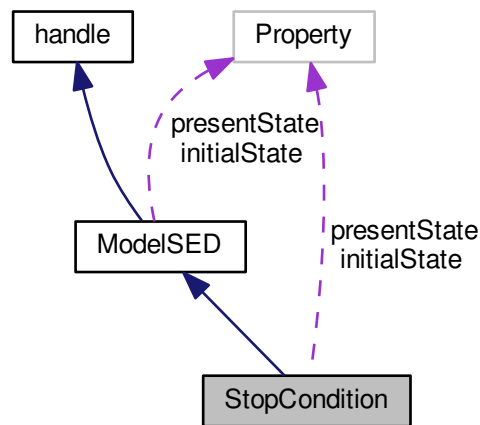 handle
Property
presentState
initialState
ModelSED
presentState
initialState
StopCondition